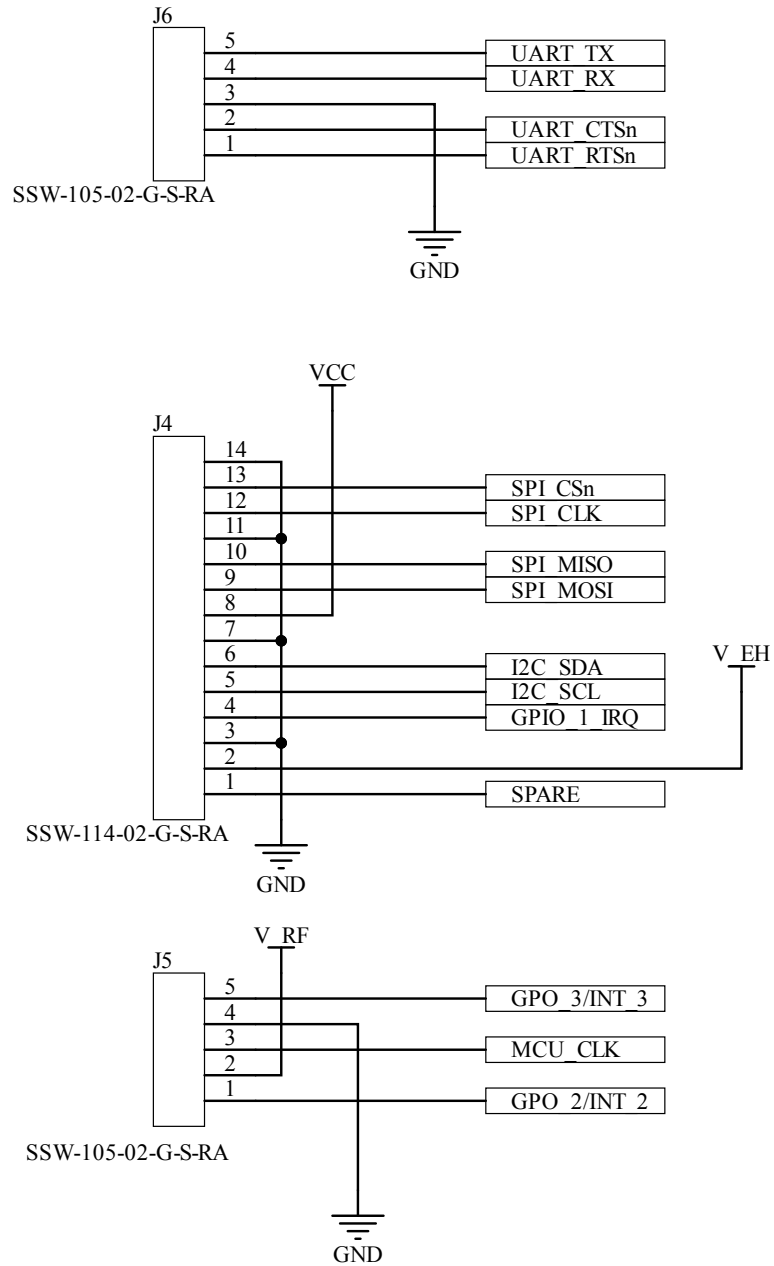 J6
5 UART_TX
4 UART_RX
3
2 UART_CTSn
1 UART_RTSn
SSW-105-02-G-S-RA
GND
VCC
J4
14
13 SPI_CSn
12 SPI_CLK
11
10 SPI_MISO
9 SPI_MOSI
8
7
6 I2C_SDA
V_EH
5 I2C_SCL
4 GPIO_1_IRQ
3
2
1 SPARE
SSW-114-02-G-S-RA
GND
V_RF
J5
5 GPO_3/INT_3
4
3 MCU_CLK
2
1 GPO_2/INT_2
SSW-105-02-G-S-RA
GND